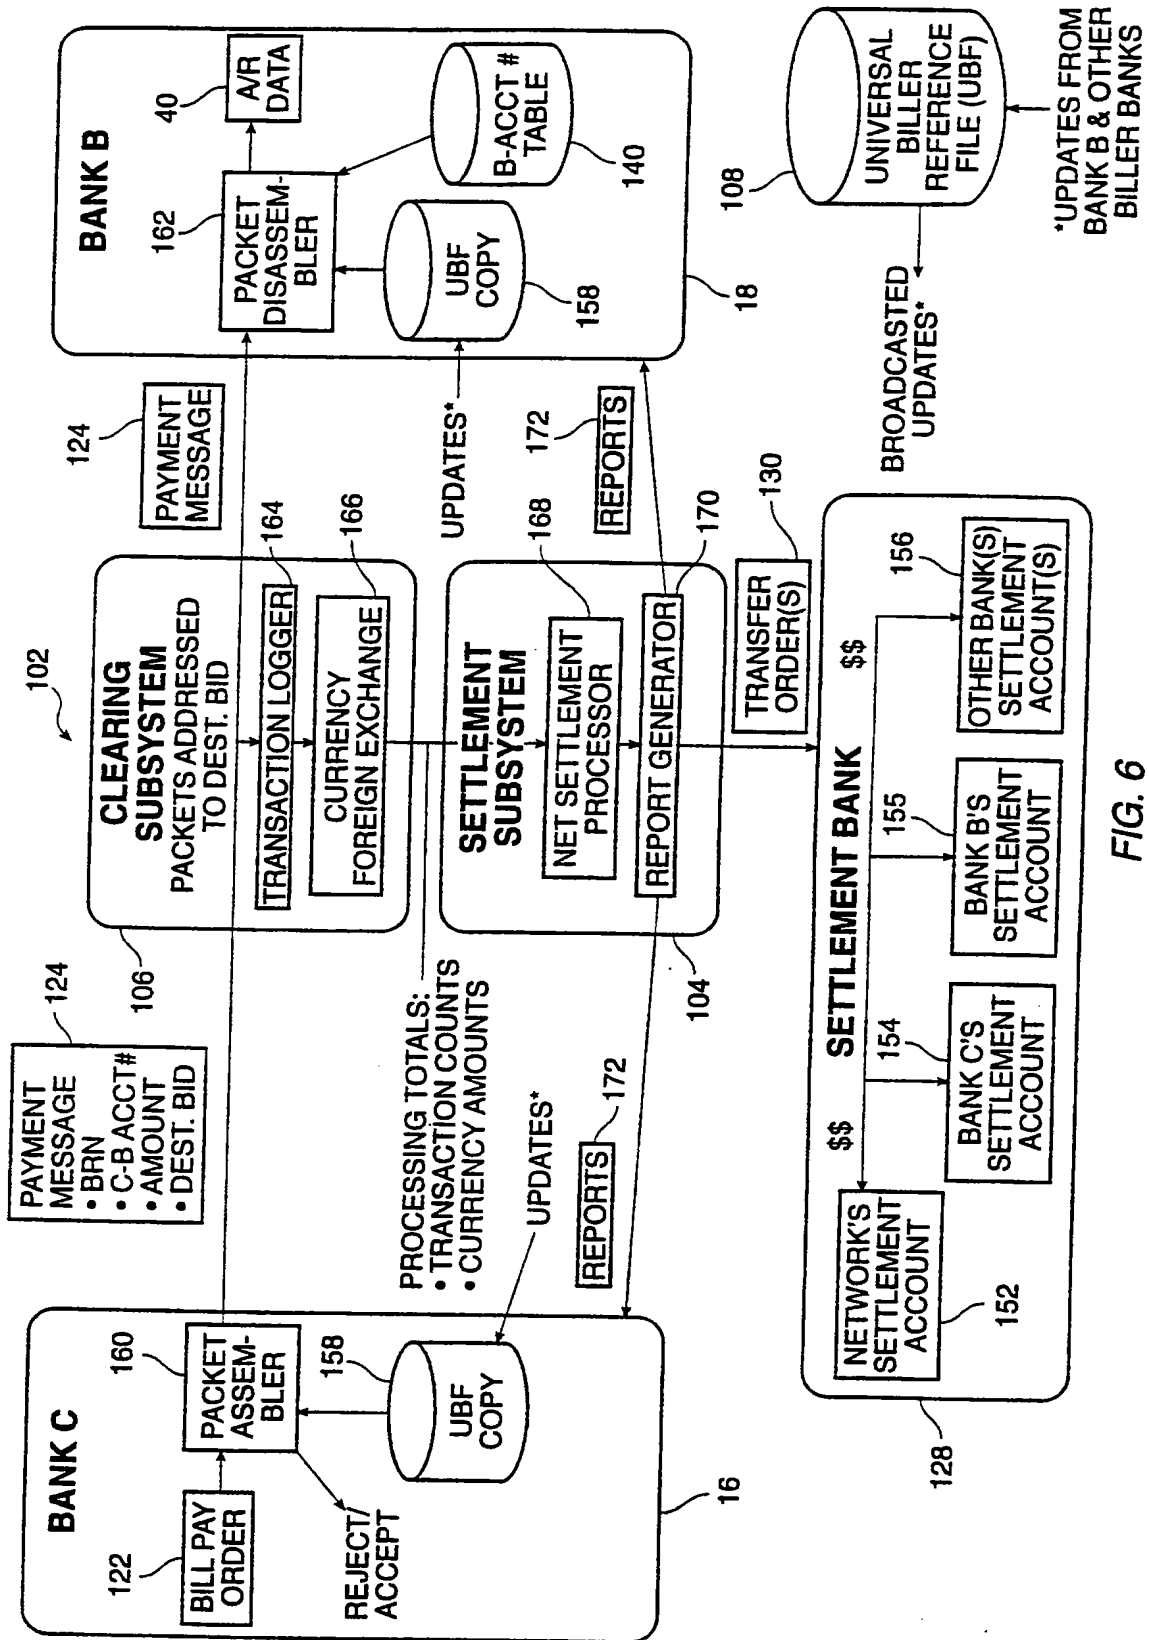 102
BANK C
122
BILL PAY
ORDER
160
PACKET
ASSEM-
BLER
REJECT/
ACCEPT
158
UBF
COPY
16
UPDATES*
124
PAYMENT
MESSAGE
• BRN
• C-B ACCT#
• AMOUNT
• DEST. BID
106
CLEARING
SUBSYSTEM
PACKETS ADDRESSED
TO DEST. BID
TRANSACTION LOGGER
164
CURRENCY
FOREIGN EXCHANGE
166
PROCESSING TOTALS:
• TRANSACTION COUNTS
• CURRENCY AMOUNTS
SETTLEMENT
SUBSYSTEM
NET SETTLEMENT
PROCESSOR
168
REPORT GENERATOR
170
104
REPORTS
172
REPORTS
172
124
PAYMENT
MESSAGE
UPDATES*
BANK B
162
PACKET
DISASSEM-
BLER
40
A/R
DATA
UBF
COPY
158
B-ACCT #
TABLE
140
18
TRANSFER
ORDER(S)
130
SETTLEMENT BANK
$$
$$
NETWORK'S
SETTLEMENT
ACCOUNT
152
154
BANK C'S
SETTLEMENT
ACCOUNT
155
BANK B'S
SETTLEMENT
ACCOUNT
156
OTHER BANK(S)
SETTLEMENT
ACCOUNT(S)
128
BROADCASTED
UPDATES*
108
UNIVERSAL
BILLER
REFERENCE
FILE (UBF)
*UPDATES FROM
BANK B & OTHER
BILLER BANKS
FIG. 6